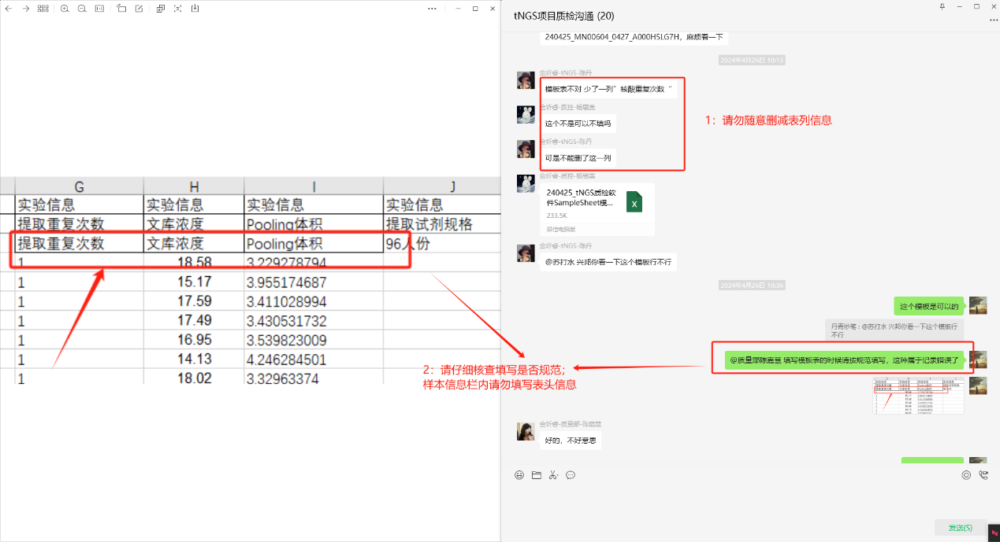 tNGS项目质检沟通 (20)
240425_MN00604_0427_A000H5LG7H，麻烦看一下
2024年4月26日 10:13
金圻睿-tNGS-陈丹
模板表不对 少了一列”核酸重复次数 “
金圻睿-质控-杨思美
这个不是可以不填吗
金圻睿-tNGS-陈丹
可是不能删了这一列
1：请勿随意删减表列信息
金圻睿-质控-杨思美
240425_tNGS质检软
件SampleSheet模...
233.5K
微信电脑版
金圻睿-tNGS-陈丹
@苏打水 兴邦你看一下这个模板行不行
2024年4月26日 10:36
这个模板是可以的
丹青妙笔：@苏打水 兴邦你看一下这个模板行
不行
@质量部陈嘉慧 填写模板表的时候请按规范填写，这种属于记录错误了
金圻睿-质量部-陈嘉慧
好的，不好意思
发送(S)
G H I J
实验信息 实验信息 实验信息 实验信息
提取重复次数 文库浓度 Pooling体积 提取试剂规格
提取重复次数 文库浓度 Pooling体积 96人份
1 18.58 3.229278794
1 15.17 3.955174687
1 17.59 3.411028994
1 17.49 3.430531732
1 16.95 3.539823009
1 14.13 4.246284501
1 18.02 3.32963374
2：请仔细核查填写是否规范；
样本信息栏内请勿填写表头信息